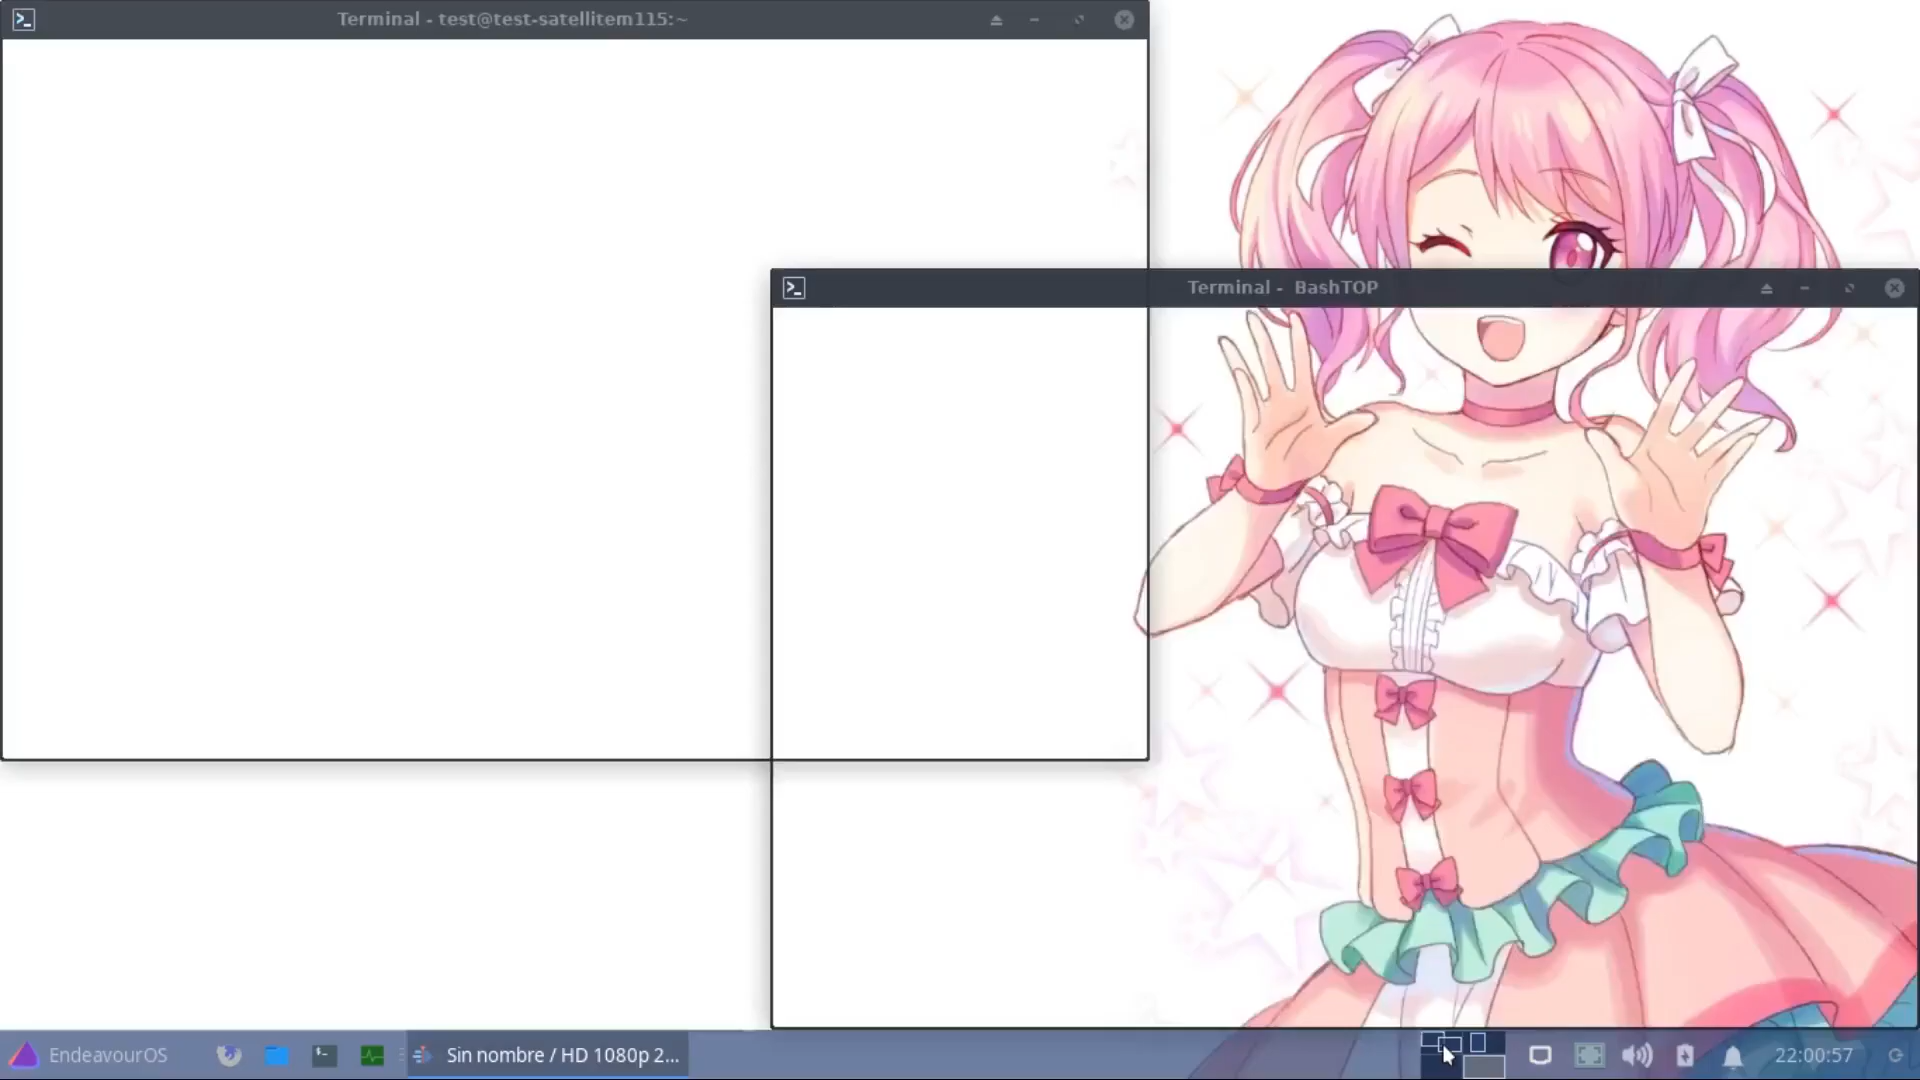 Terminal - test@test-satellitem115:~
Terminal - BashTOP
EndeavourOS
Sin nombre / HD 1080p 2...
22:00:57